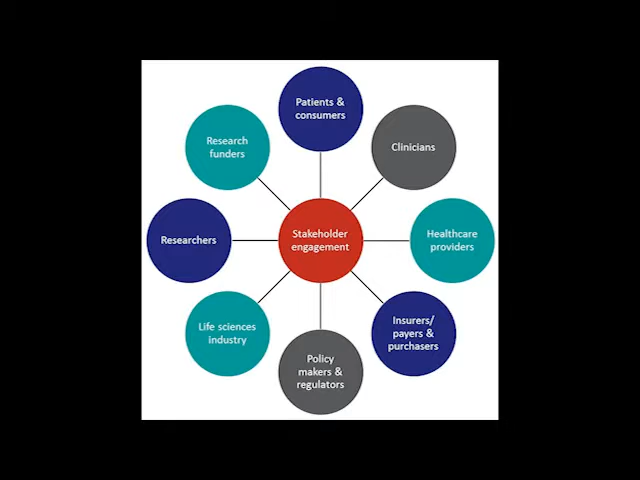 Patients &
consumers
Research
funders
Clinicians
Stakeholder
engagement
Researchers
Healthcare
providers
Life sciences
industry
Insurers/
payers &
purchasers
Policy
makers &
regulators